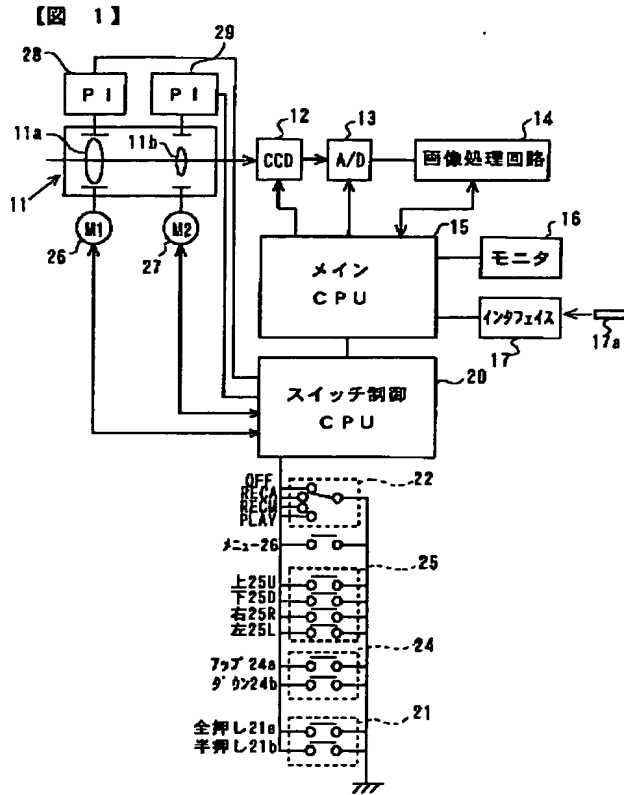 【図 1】
28
29
PI
PI
11a
11b
11
12
CCD
13
A/D
14
画像処理回路
M1
26
M2
27
15
メイン
CPU
16
モニタ
インタフェイス
17
17a
スイッチ制御
CPU
20
OFF
RECA
RECM
PLAY
22
メニュー26
25
上25U
下25D
右25R
左25L
24
アップ24a
ダウン24b
21
全押し21a
半押し21b